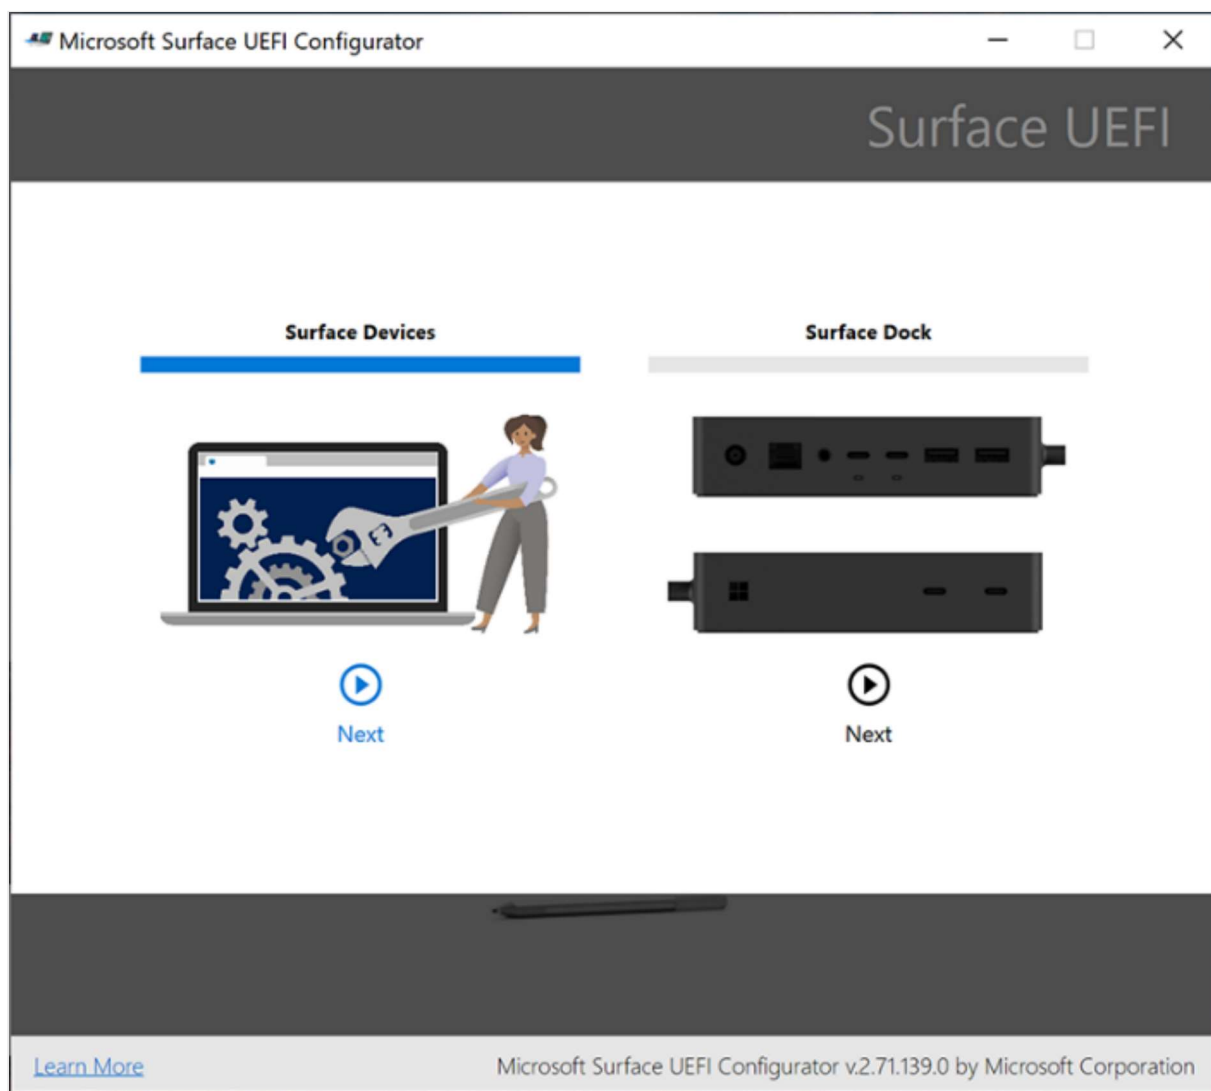 Microsoft Surface UEFI Configurator
Surface UEFI
Surface Devices
Surface Dock
Next
Next
Learn More
Microsoft Surface UEFI Configurator v.2.71.139.0 by Microsoft Corporation